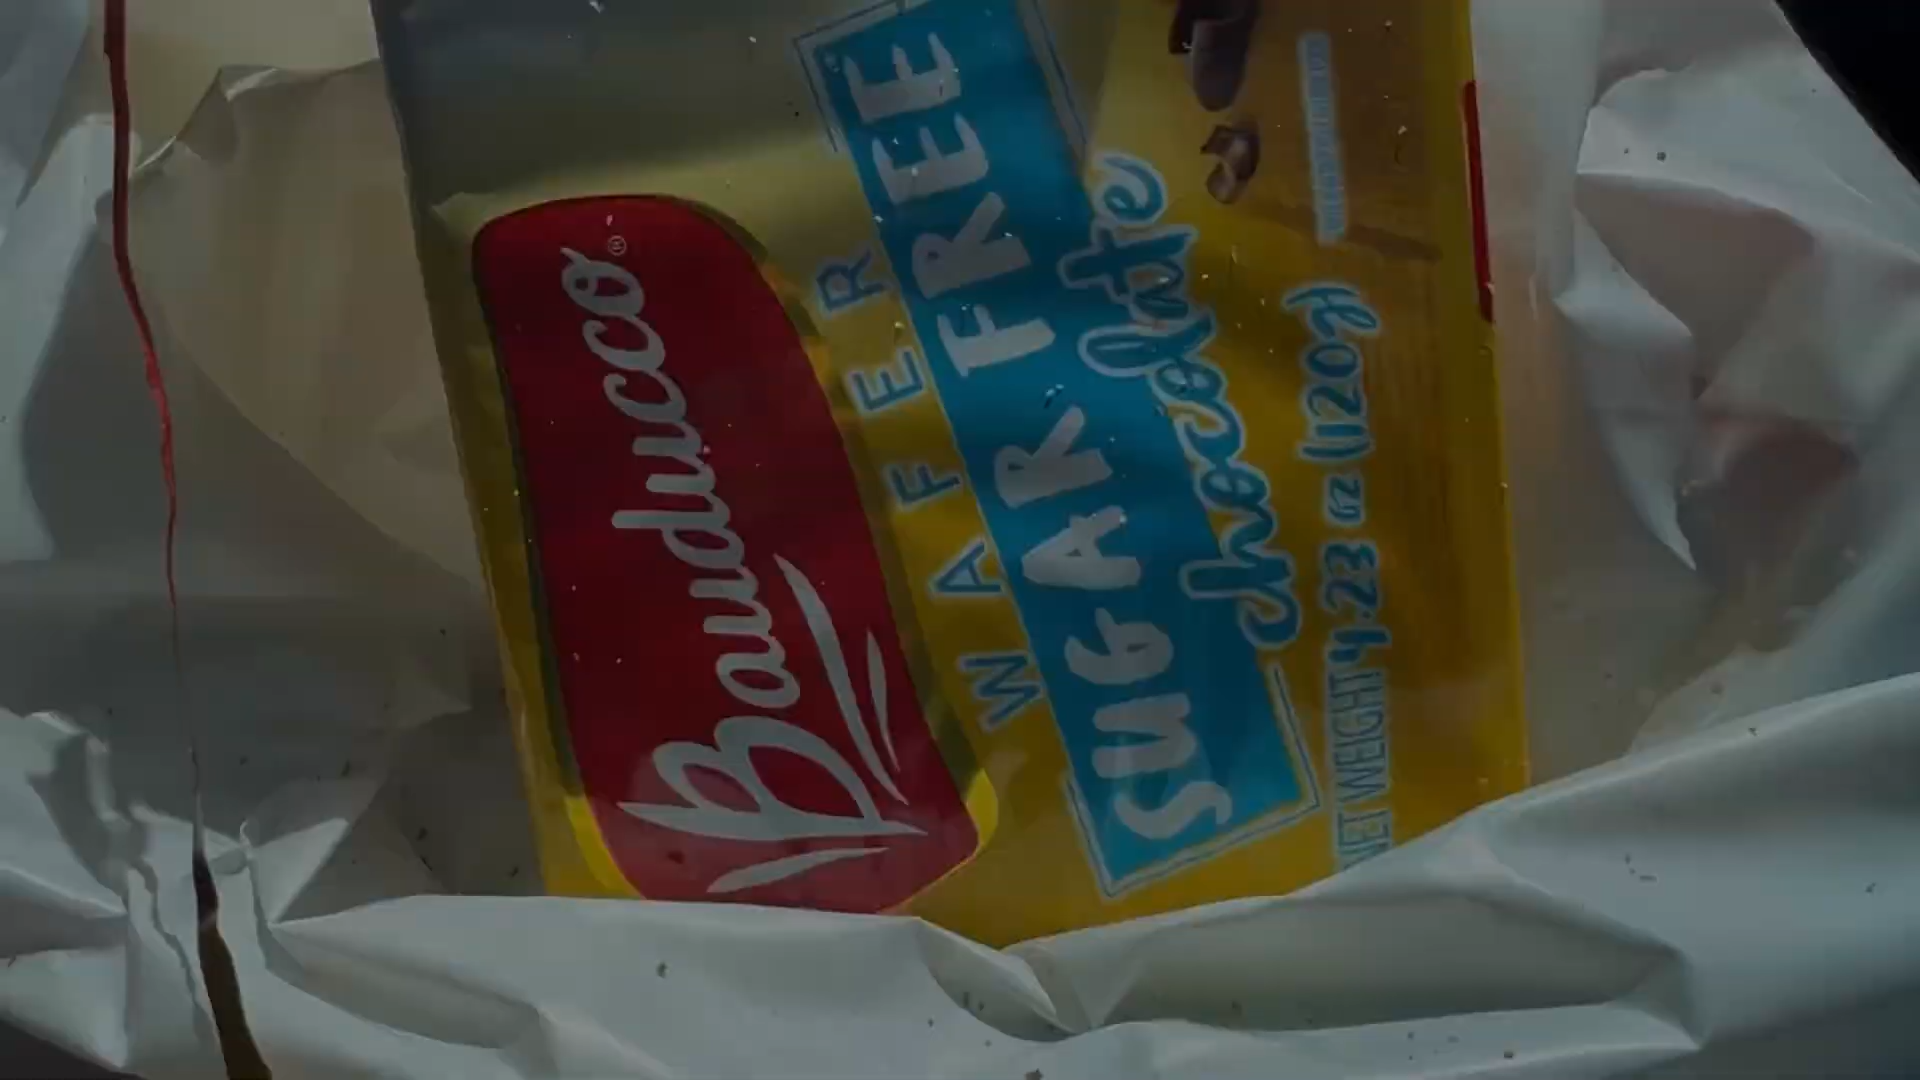 Bauducco®
WAFER
SUGAR FREE
chocolate
NET WEIGHT 4.23 oz (120g)